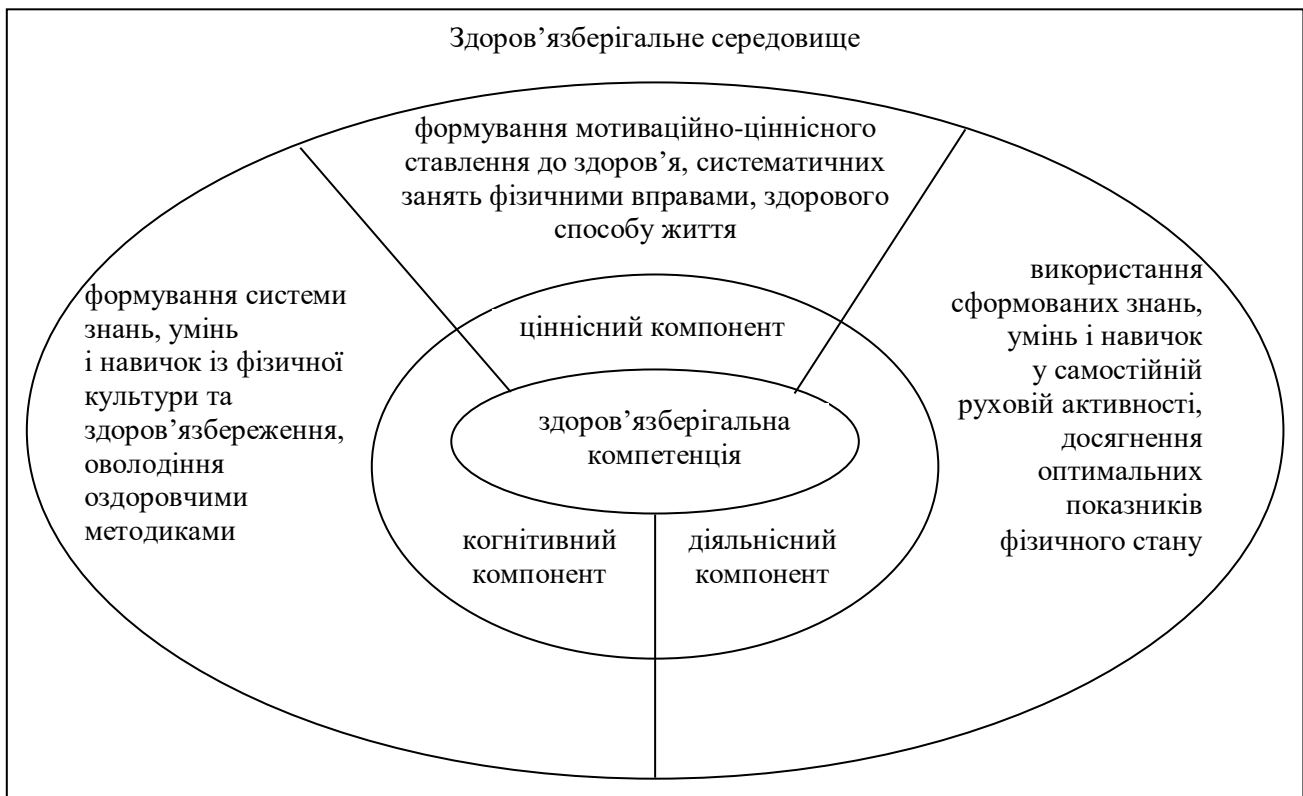 Здоров’язберігальне середовище
формування мотиваційно-ціннісного
ставлення до здоров’я, систематичних
занять фізичними вправами, здорового
способу життя
формування системи
знань, умінь
і навичок із фізичної
культури та
здоров’язбереження,
оволодіння
оздоровчими
методиками
ціннісний компонент
здоров’язберігальна
компетенція
когнітивний
компонент
діяльнісний
компонент
використання
сформованих знань,
умінь і навичок
у самостійній
руховій активності,
досягнення
оптимальних
показників
фізичного стану